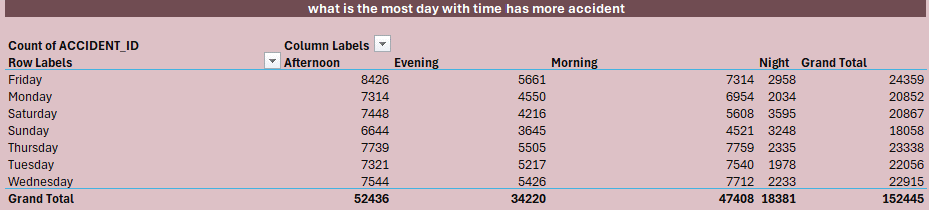 what is the most day with time has more accident
Count of ACCIDENT_ID Column Labels
Row Labels Afternoon Evening Morning Night Grand Total
Friday 8426 5661 7314 2958 24359
Monday 7314 4550 6954 2034 20852
Saturday 7448 4216 5608 3595 20867
Sunday 6644 3645 4521 3248 18058
Thursday 7739 5505 7759 2335 23338
Tuesday 7321 5217 7540 1978 22056
Wednesday 7544 5426 7712 2233 22915
Grand Total 52436 34220 47408 18381 152445